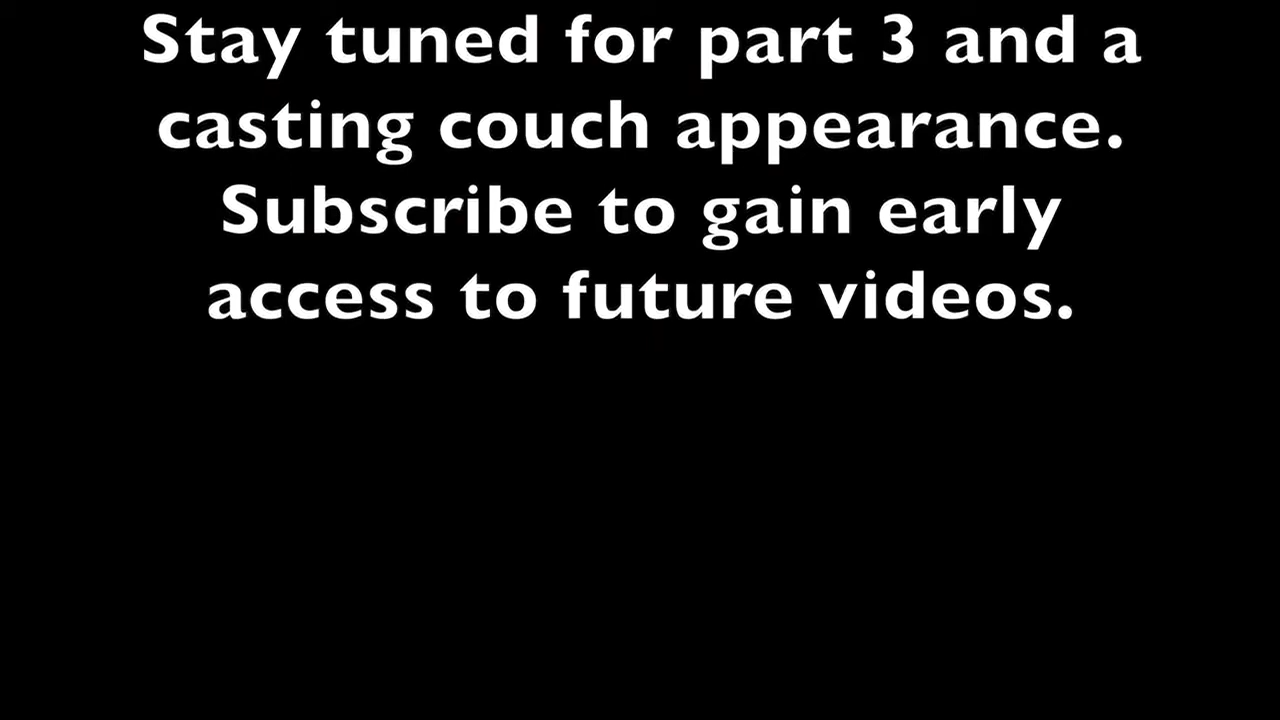 Stay tuned for part 3 and a
casting couch appearance.
Subscribe to gain early
access to future videos.